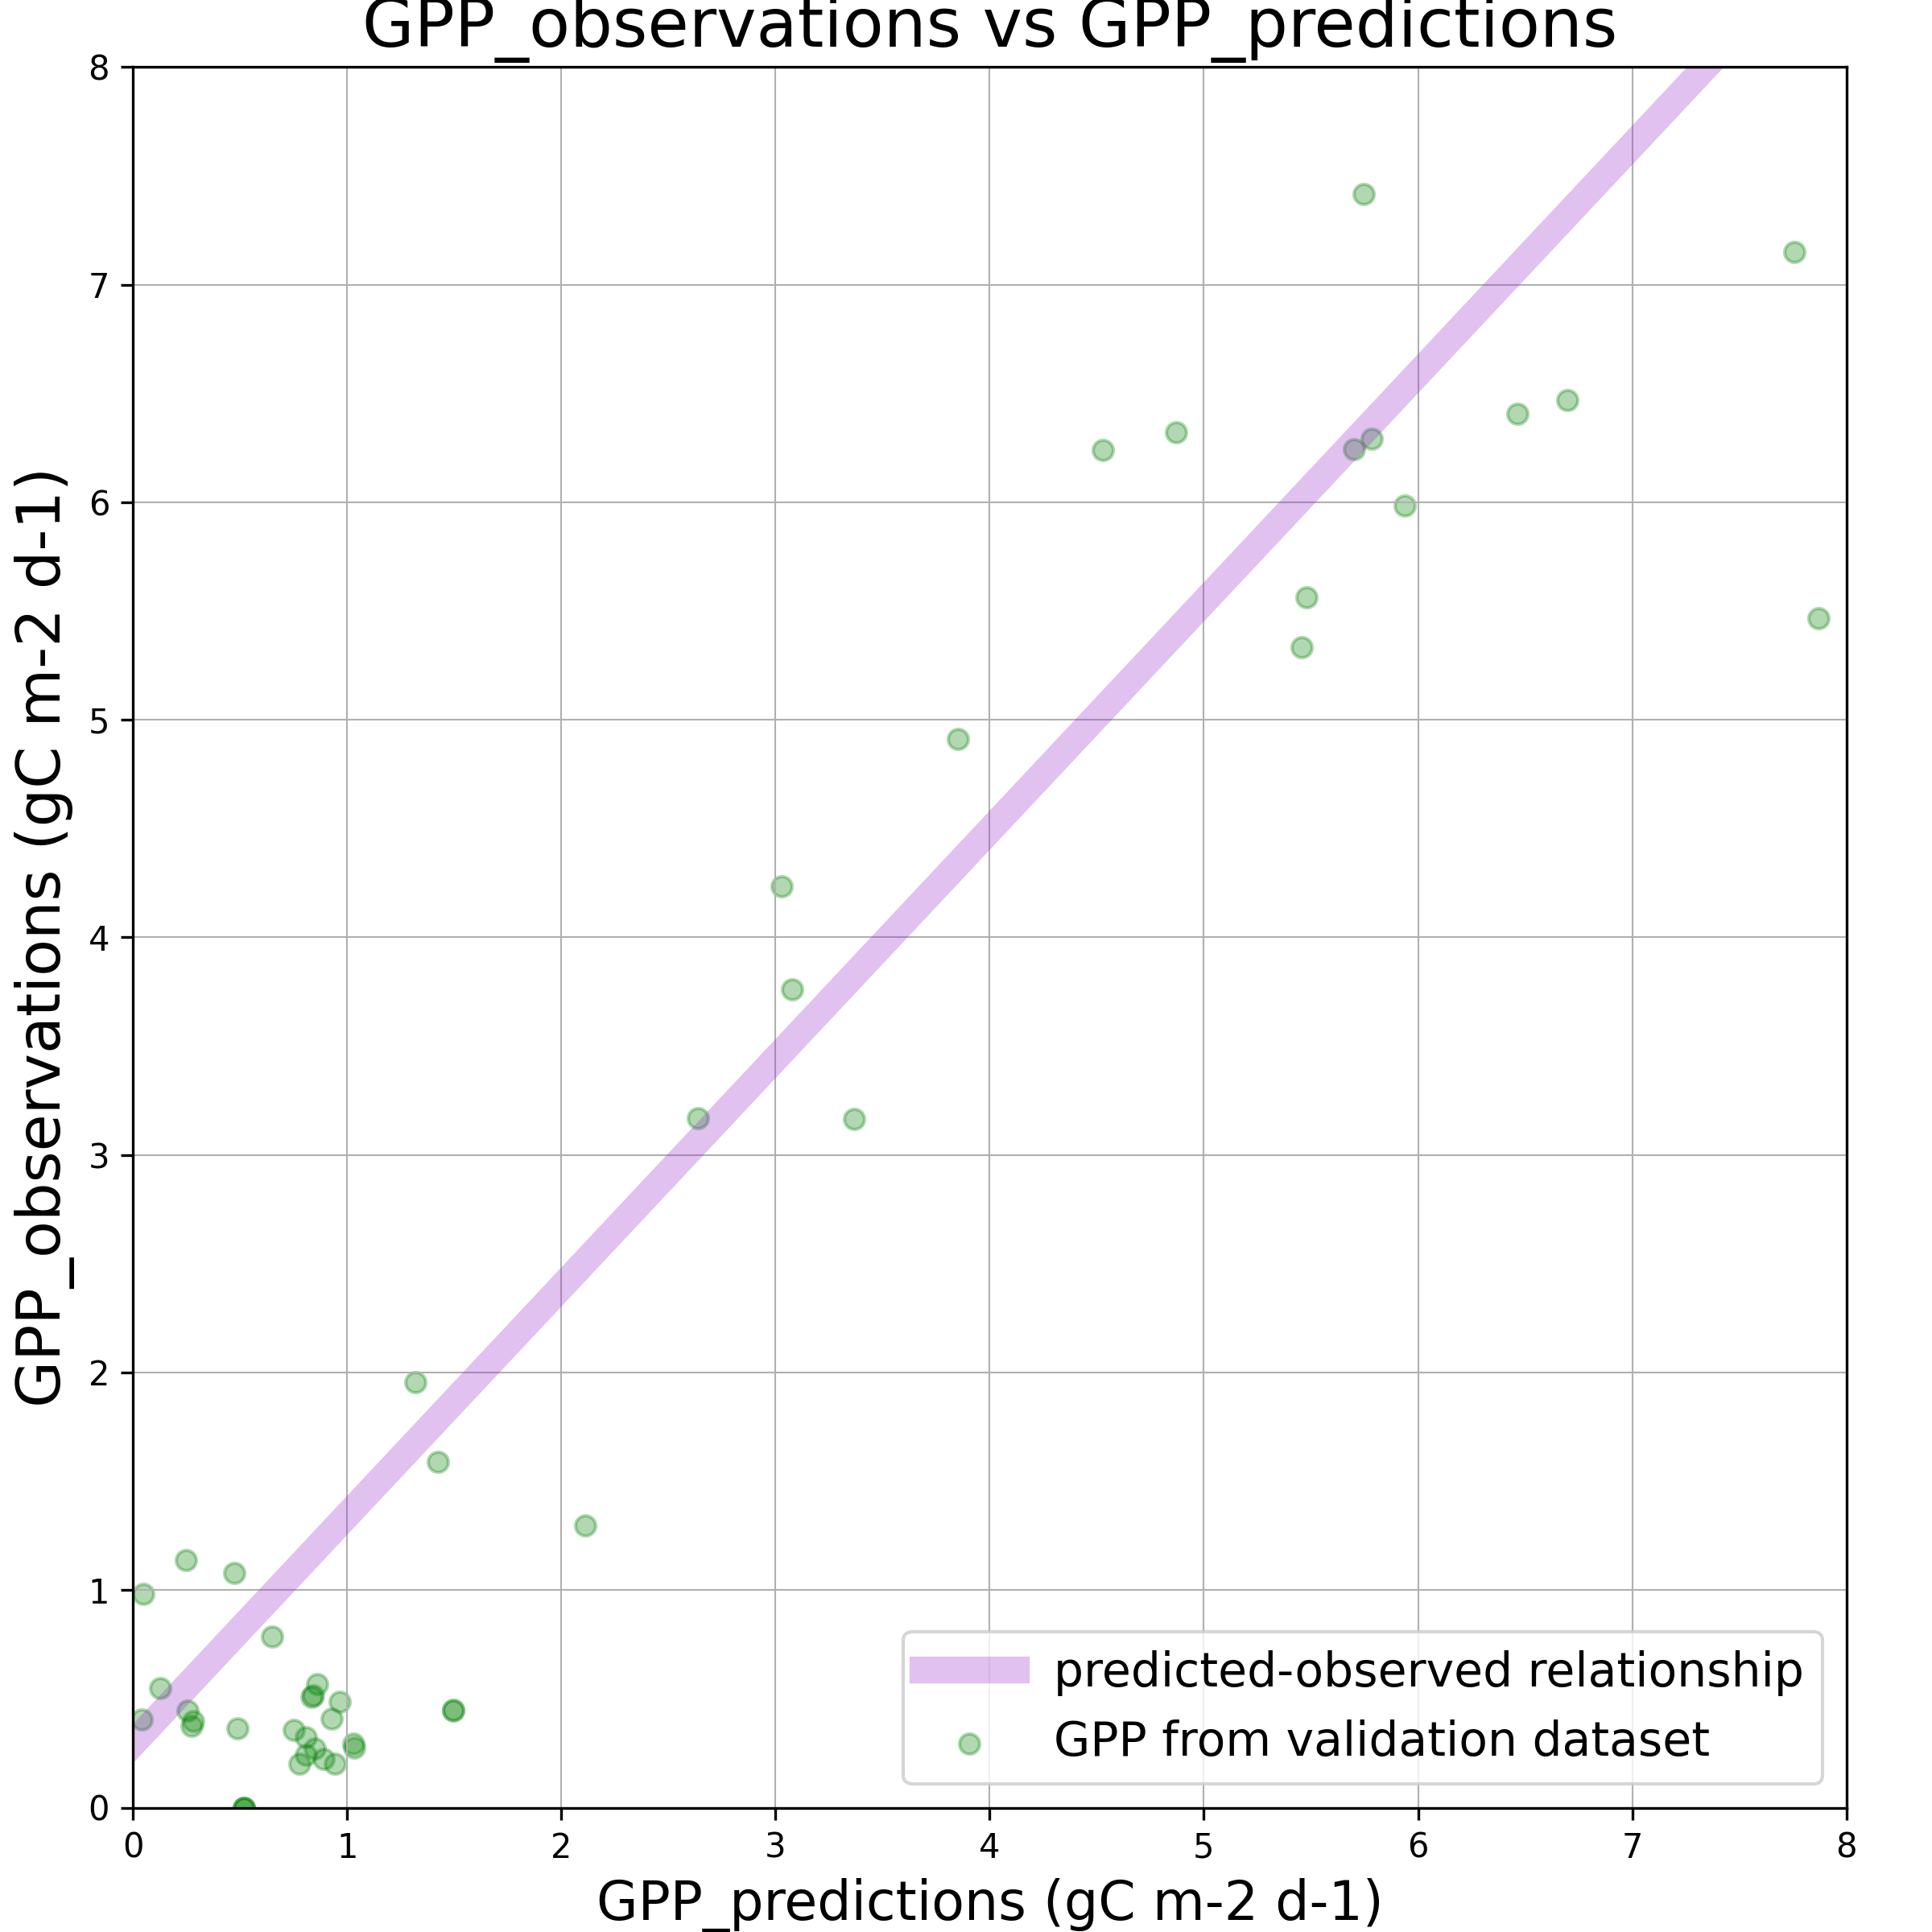 GPP_observations vs GPP_predictions
8
7
6
5
4
3
2
1
0
GPP_observations (gC m-2 d-1)
predicted-observed relationship
GPP from validation dataset
0 1 2 3 4 5 6 7 8
GPP_predictions (gC m-2 d-1)